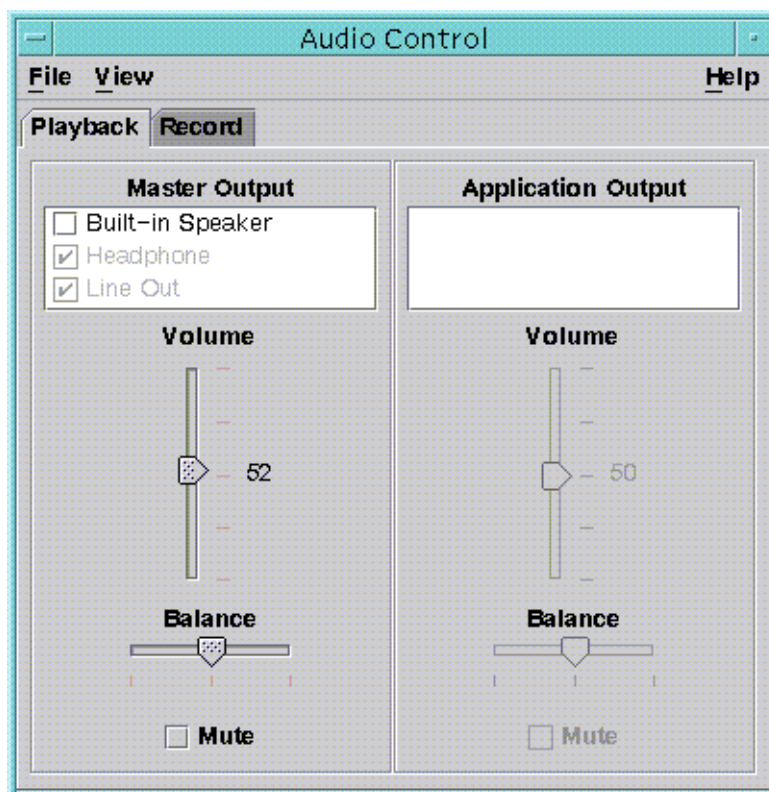 Audio Control
File View Help
Playback Record
Master Output
Built-in Speaker
Headphone
Line Out
Volume
52
Balance
Mute
Application Output
Volume
50
Balance
Mute